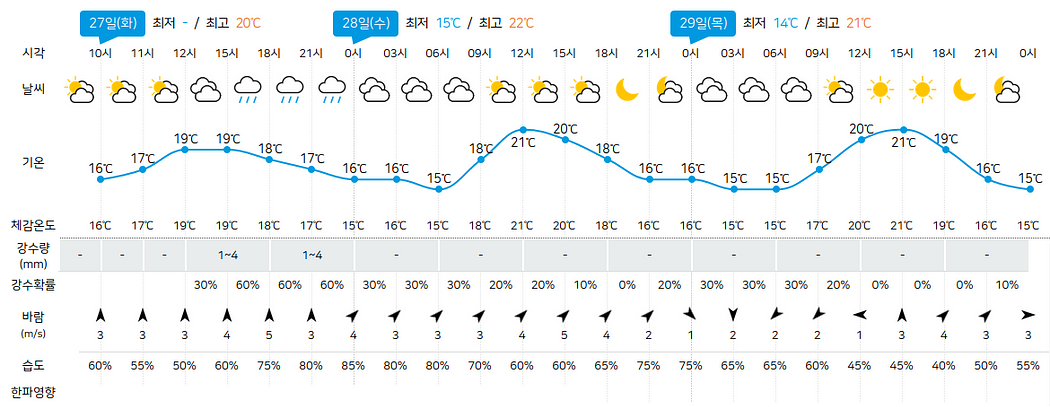 27일(화) 최저 - / 최고 20℃ 28일(수) 최저 15℃ / 최고 22℃ 29일(목) 최저 14℃ / 최고 21℃
시각 10시 11시 12시 15시 18시 21시 0시 03시 06시 09시 12시 15시 18시 21시 0시 03시 06시 09시 12시 15시 18시 21시 0시
날씨
기온 16℃ 17℃ 19℃ 19℃ 18℃ 17℃ 16℃ 16℃ 15℃ 18℃ 21℃ 20℃ 18℃ 16℃ 16℃ 15℃ 15℃ 17℃ 20℃ 21℃ 19℃ 16℃ 15℃
체감온도 16℃ 17℃ 19℃ 19℃ 18℃ 17℃ 16℃ 16℃ 15℃ 18℃ 21℃ 20℃ 18℃ 16℃ 16℃ 15℃ 15℃ 17℃ 20℃ 21℃ 19℃ 16℃ 15℃
강수량 - - - 1~4 1~4 - - - - - - - -
(mm)
강수확률 30% 60% 60% 60% 30% 30% 30% 20% 20% 10% 0% 20% 30% 30% 30% 20% 0% 0% 0% 10%
바람
(m/s) 3 3 3 4 5 3 4 3 3 3 4 5 4 2 1 2 2 2 1 3 4 3 3
습도 60% 55% 50% 60% 75% 80% 85% 80% 80% 70% 60% 60% 65% 75% 75% 65% 65% 60% 45% 45% 40% 50% 55%
한파영향